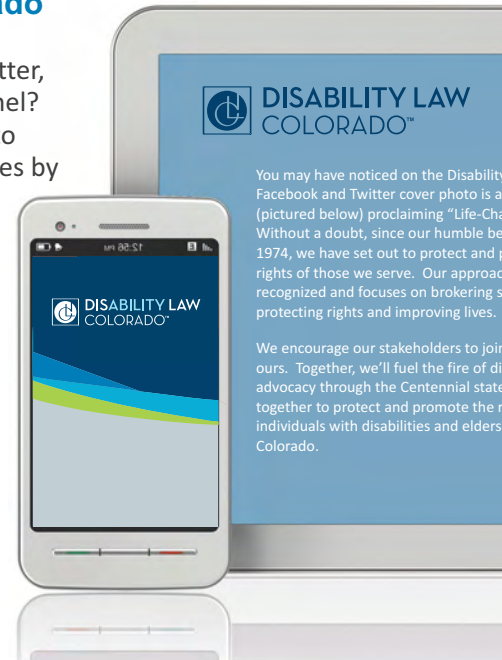 ado
tter,
nel?
o
es by
DISABILITY LAW
COLORADO™
You may have noticed on the Disability
Facebook and Twitter cover photo is a
(pictured below) proclaiming “Life-Cha
Without a doubt, since our humble be
1974, we have set out to protect and p
rights of those we serve. Our approac
recognized and focuses on brokering s
protecting rights and improving lives.
We encourage our stakeholders to join
ours. Together, we’ll fuel the fire of di
advocacy through the Centennial state
together to protect and promote the r
individuals with disabilities and elders
Colorado.
12:56 PM
DISABILITY LAW
COLORADO™